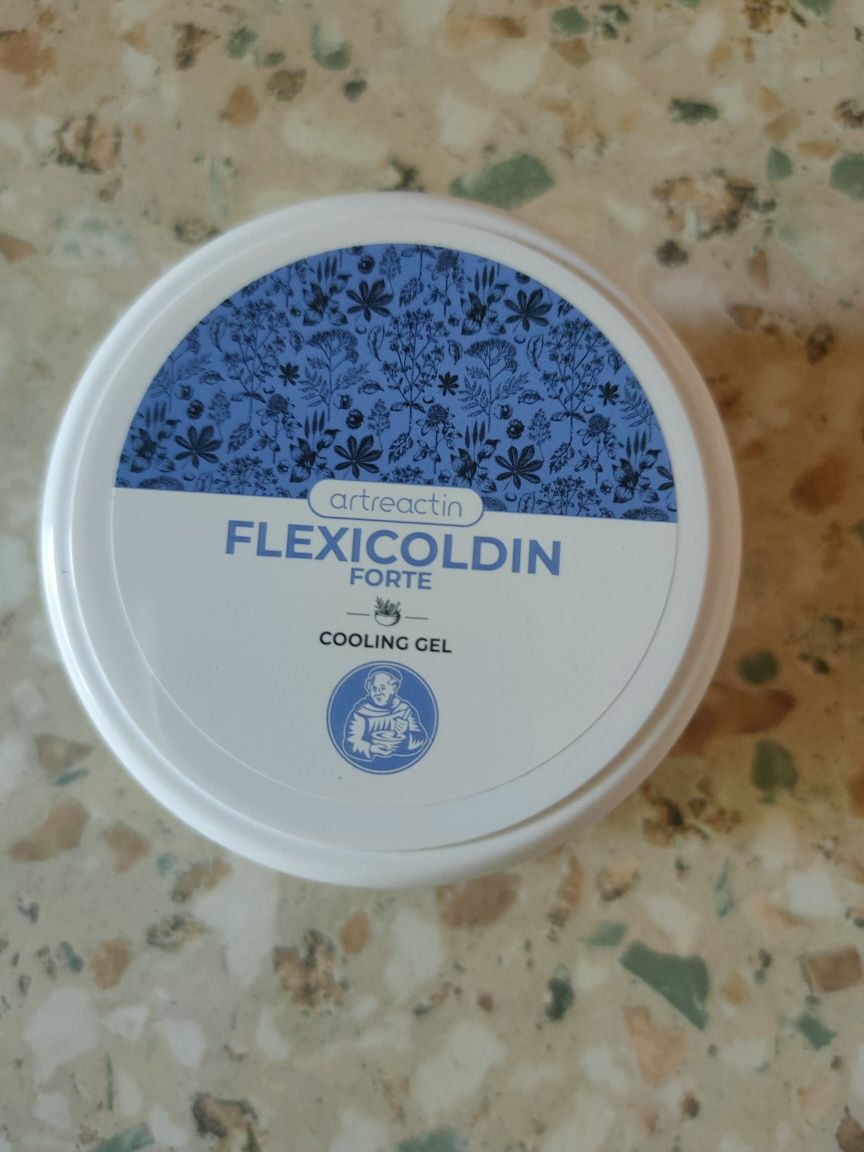 artreactin
FLEXICOLDIN
FORTE
COOLING GEL